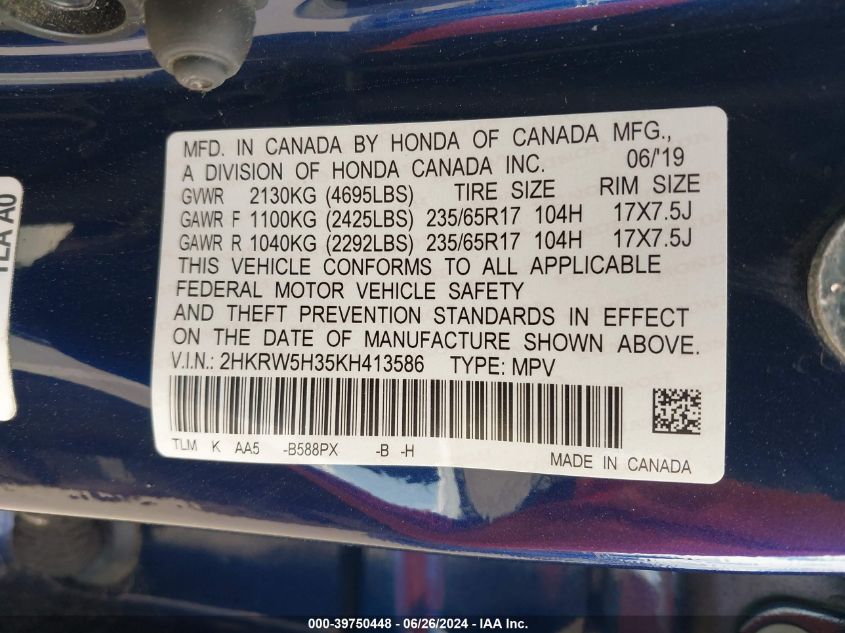 MFD. IN CANADA BY HONDA OF CANADA MFG.,
A DIVISION OF HONDA CANADA INC. 06/'19
GVWR 2130KG (4695LBS) TIRE SIZE RIM SIZE
GAWR F 1100KG (2425LBS) 235/65R17 104H 17X7.5J
GAWR R 1040KG (2292LBS) 235/65R17 104H 17X7.5J
THIS VEHICLE CONFORMS TO ALL APPLICABLE
FEDERAL MOTOR VEHICLE SAFETY
AND THEFT PREVENTION STANDARDS IN EFFECT
ON THE DATE OF MANUFACTURE SHOWN ABOVE.
V.I.N.: 2HKRW5H35KH413586 TYPE: MPV
TLM K AA5 -B588PX -B -H
MADE IN CANADA
TLA A0
000-39750448 - 06/26/2024 - IAA Inc.